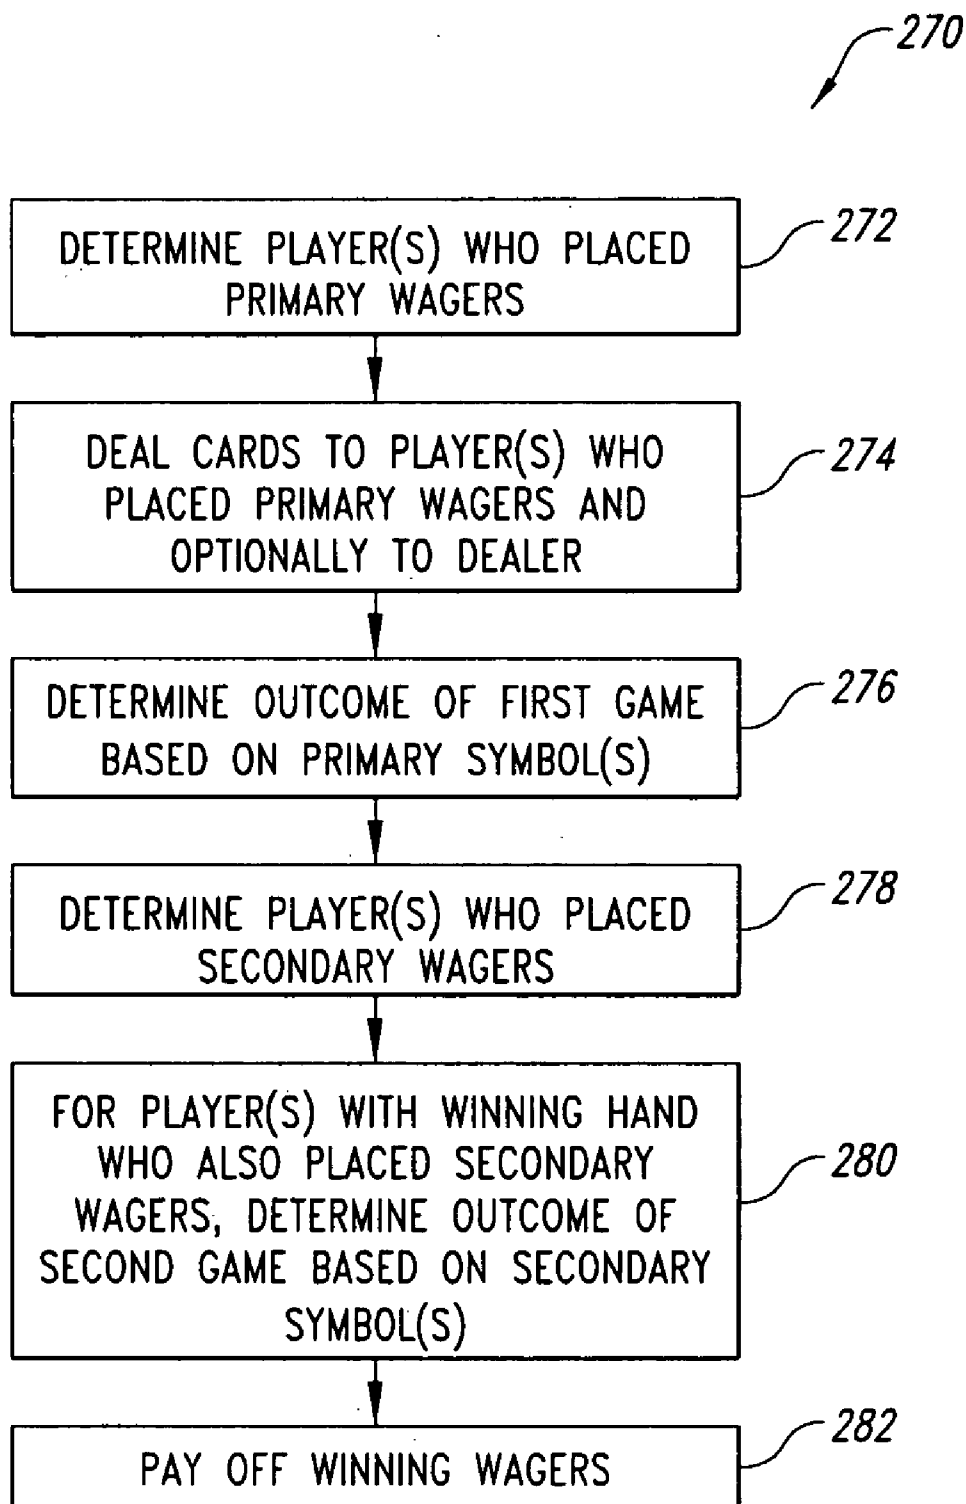 270
DETERMINE PLAYER(S) WHO PLACED
PRIMARY WAGERS
272
DEAL CARDS TO PLAYER(S) WHO
PLACED PRIMARY WAGERS AND
OPTIONALLY TO DEALER
274
DETERMINE OUTCOME OF FIRST GAME
BASED ON PRIMARY SYMBOL(S)
276
DETERMINE PLAYER(S) WHO PLACED
SECONDARY WAGERS
278
FOR PLAYER(S) WITH WINNING HAND
WHO ALSO PLACED SECONDARY
WAGERS, DETERMINE OUTCOME OF
SECOND GAME BASED ON SECONDARY
SYMBOL(S)
280
PAY OFF WINNING WAGERS
282